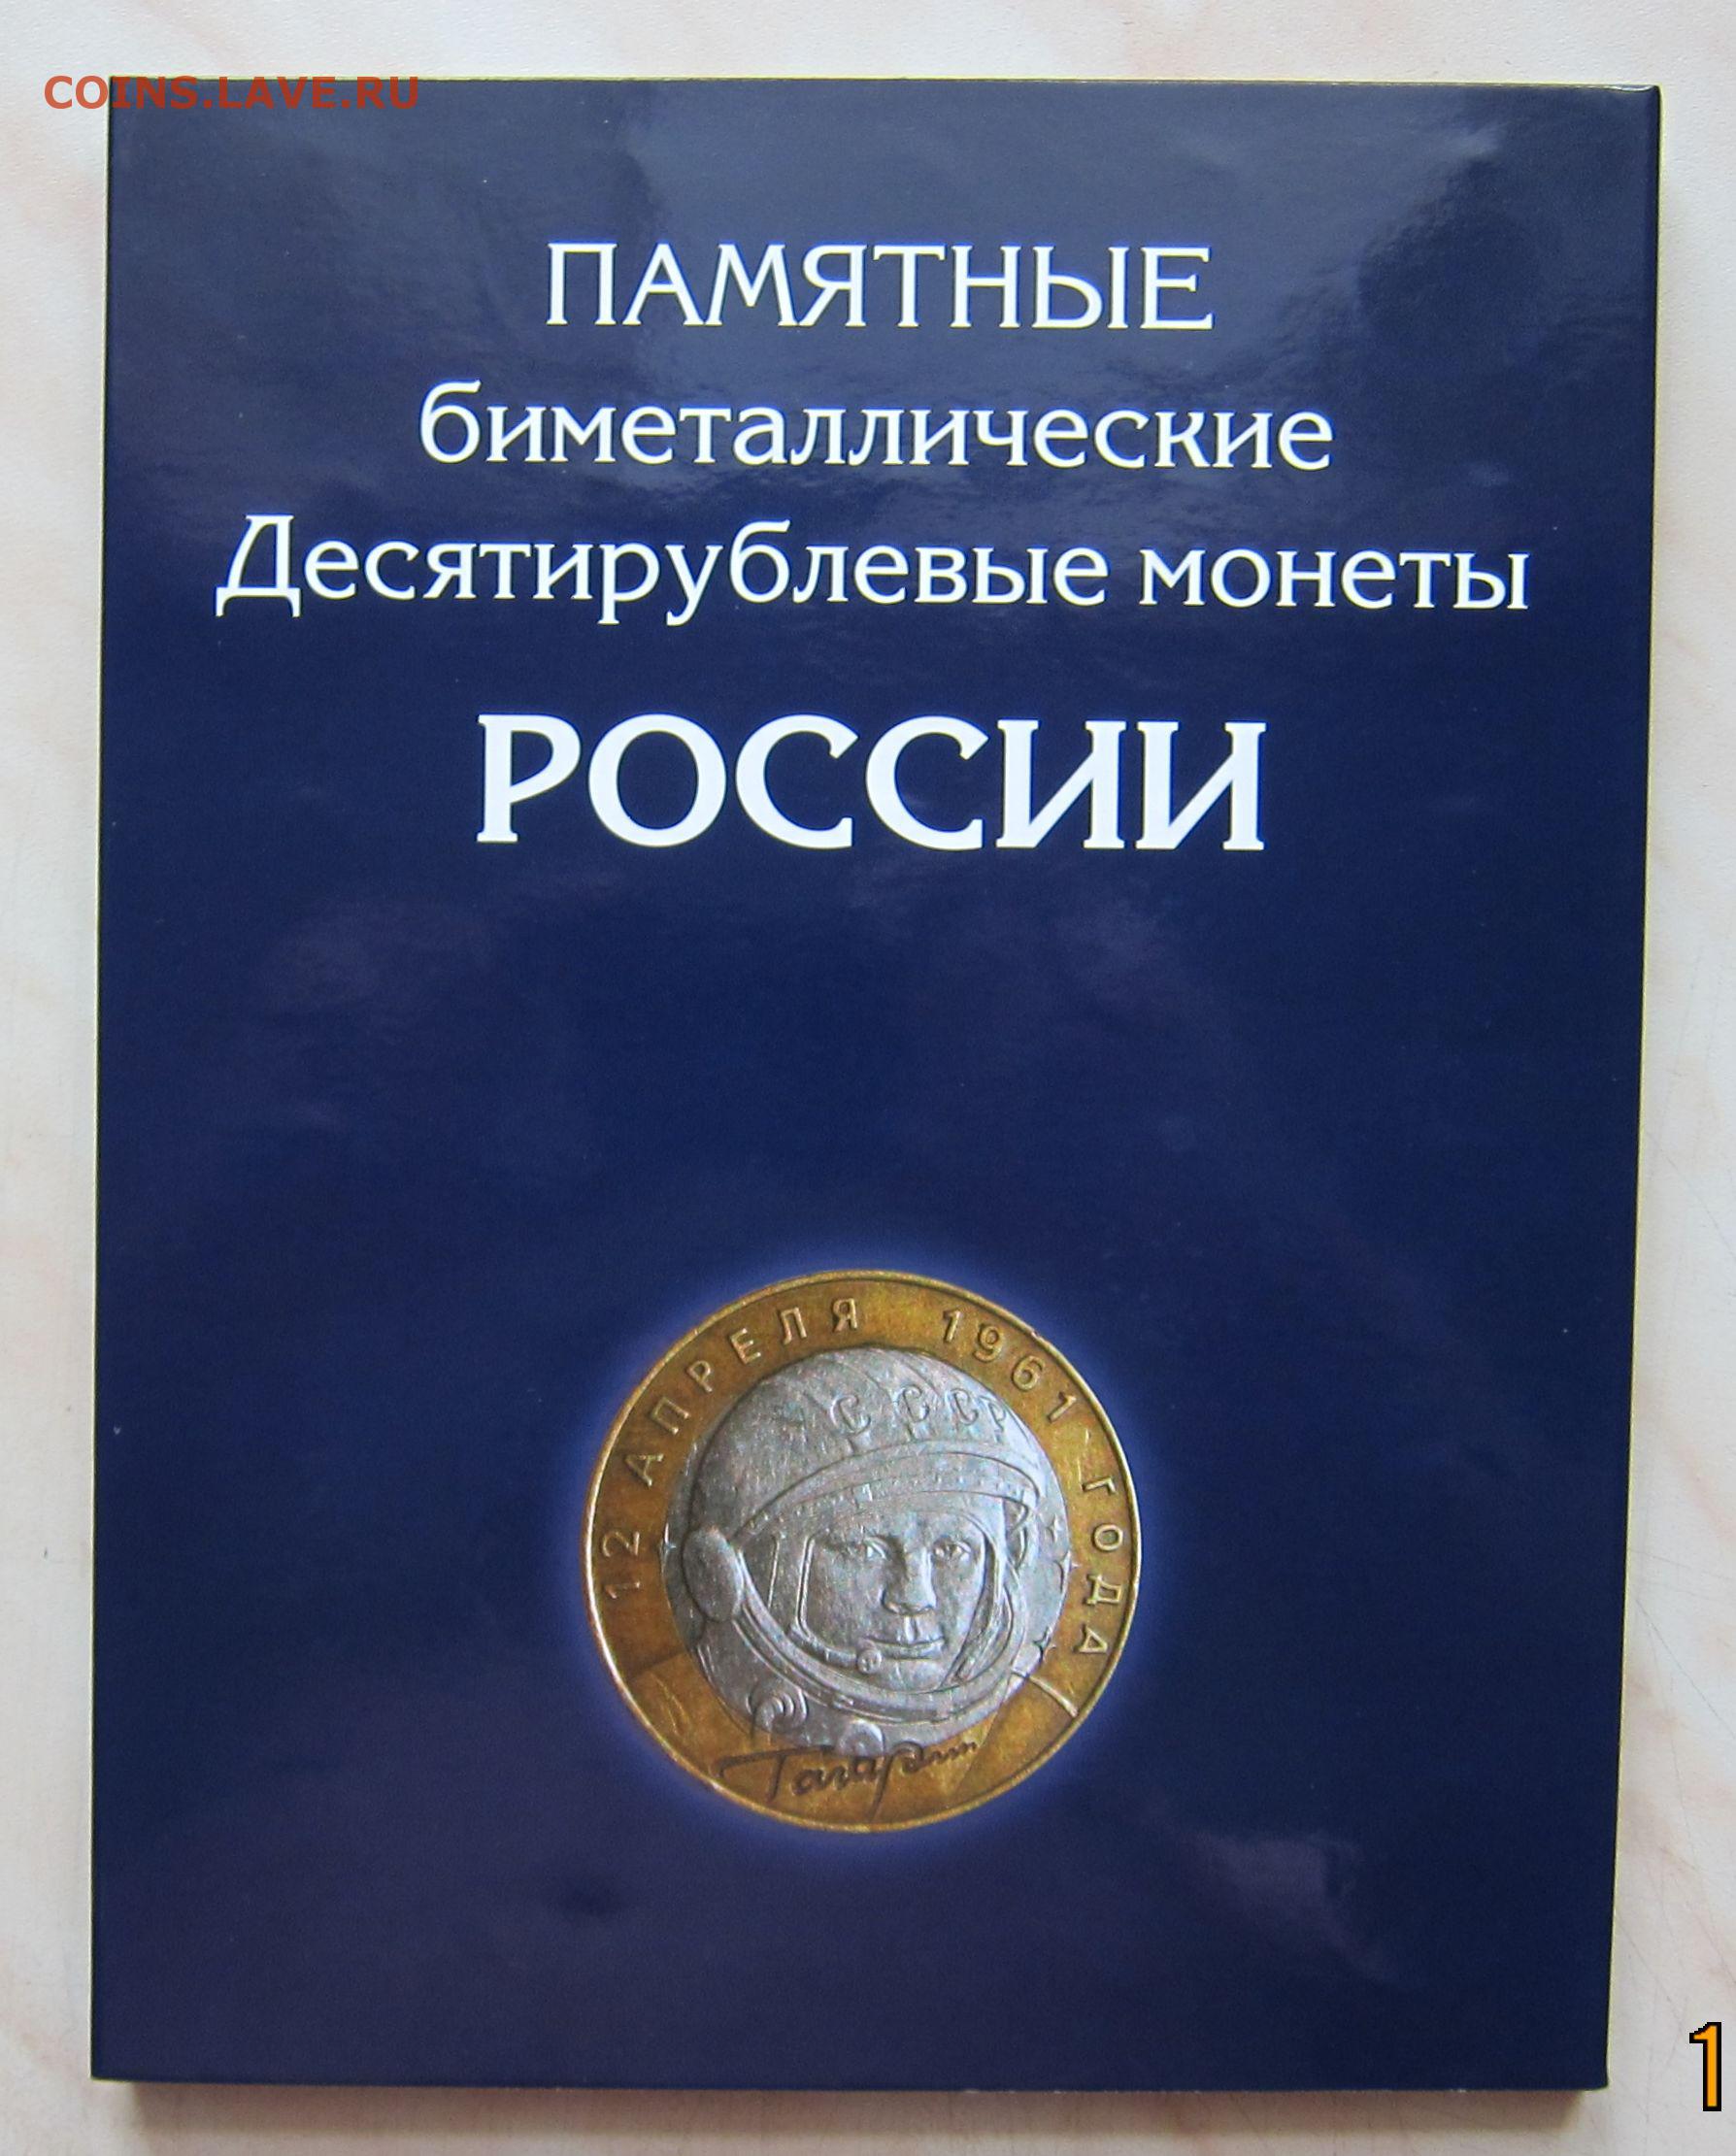 COINS.LAVE.RU
ПАМЯТНЫЕ
биметаллические
Десятирублевые монеты
РОССИИ
12 АПРЕЛЯ 1961 ГОДА
СССР
Гагарин
1